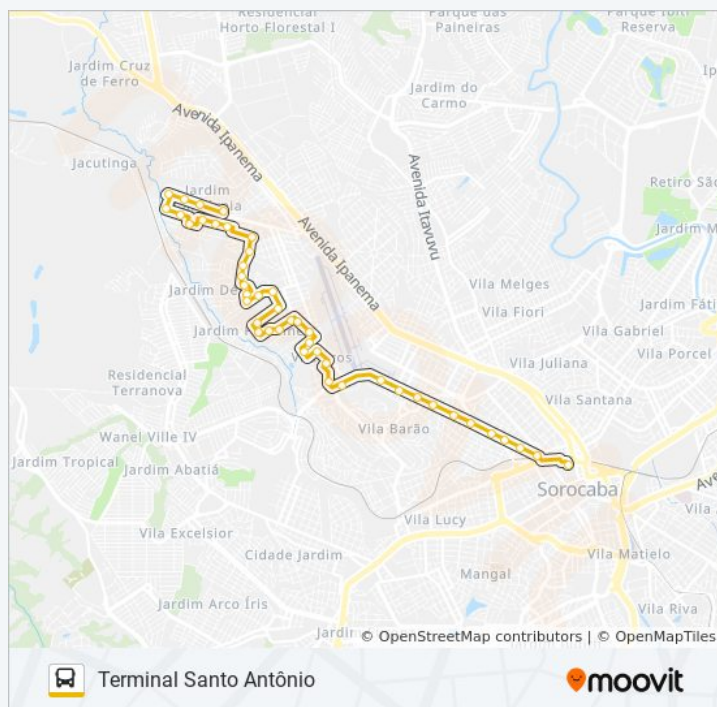 Residencial
Horto Florestal I
Parque das
Paineiras
Reserva
Jardim Cruz
de Ferro
Jardim do
Carmo
Avenida Ipanema
Jacutinga
Jardim
Avenida Itavuvu
Retiro São
Avenida Ipanema
Jardim M
Vila Melges
Jardim De
Vila Fiori
Jardim Fáti
Jardim
Vila Gabriel
Vila Porcel
Residencial
Terranova
Vila Juliana
Vila Santana
Wanel Ville IV
Vila Barão
Jardim Tropical
Jardim Abatiá
Sorocaba
Ave
Vila Excelsior
Vila Lucy
Cidade Jardim
Vila Matielo
Mangal
Jardim Arco Íris
Vila Riva
Jardir
© OpenStreetMap contributors | © OpenMapTiles
Terminal Santo Antônio
moovit